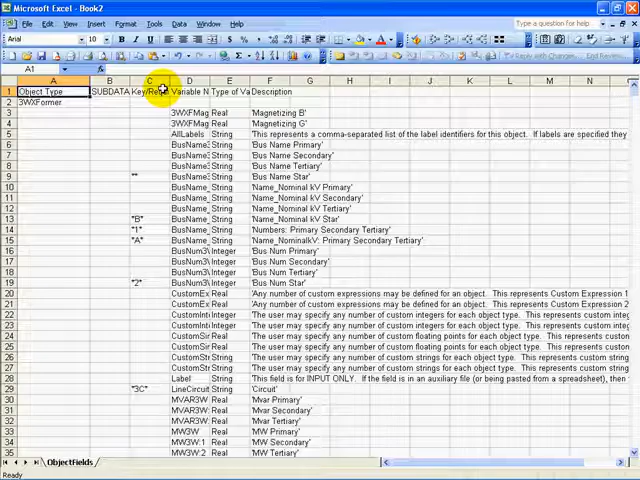 Microsoft Excel - Book2
File Edit View Insert Format Tools Data Window Help
Type a question for help
Arial 10
Reply with Changes...
A1
A B C D E F G H I J K L M N
1 Object Type SUBDATA Key/Req Variable N Type of Va Description
2 3WXFormer
3 3WXFMag Real 'Magnetizing B'
4 3WXFMag Real 'Magnetizing G'
5 AllLabels String 'This represents a comma-separated list of the label identifiers for this object. If labels are specified they
6 BusName String 'Bus Name Primary'
7 BusName String 'Bus Name Secondary'
8 BusName String 'Bus Name Tertiary'
9 "*" BusName String 'Bus Name Star'
10 BusName_ String 'Name_Nominal kV Primary'
11 BusName_ String 'Name_Nominal kV Secondary'
12 BusName_ String 'Name_Nominal kV Tertiary'
13 *B* BusName_ String 'Name_Nominal kV Star'
14 *1* BusName_ String 'Numbers: Primary Secondary Tertiary'
15 *A* BusName_ String 'Name_NominalkV: Primary Secondary Tertiary'
16 BusNum3W Integer 'Bus Num Primary'
17 BusNum3W Integer 'Bus Num Secondary'
18 BusNum3W Integer 'Bus Num Tertiary'
19 *2* BusNum3W Integer 'Bus Num Star'
20 CustomEx Real 'Any number of custom expressions may be defined for an object. This represents Custom Expression 1
21 CustomEx Real 'Any number of custom expressions may be defined for an object. This represents Custom Expression 2
22 CustomInt Integer 'The user may specify any number of custom integers for each object type. This represents Custom Integ
23 CustomInt Integer 'The user may specify any number of custom integers for each object type. This represents Custom Integ
24 CustomSin Real 'The user may specify any number of custom floating points for each object type. This represents Custom
25 CustomSin Real 'The user may specify any number of custom floating points for each object type. This represents Custom
26 CustomStr String 'The user may specify any number of custom strings for each object type. This represents Custom String
27 CustomStr String 'The user may specify any number of custom strings for each object type. This represents Custom String
28 Label String 'This field is for INPUT ONLY. If the field is in an auxiliary file (or being pasted from a spreadsheet), then
29 *3C* LineCircuit String 'Circuit'
30 MVAR3W Real 'Mvar Primary'
31 MVAR3W Real 'Mvar Secondary'
32 MVAR3W Real 'Mvar Tertiary'
33 MW3W Real 'MW Primary'
34 MW3W:1 Real 'MW Secondary'
35 MW3W:2 Real 'MW Tertiary'
ObjectFields
Ready